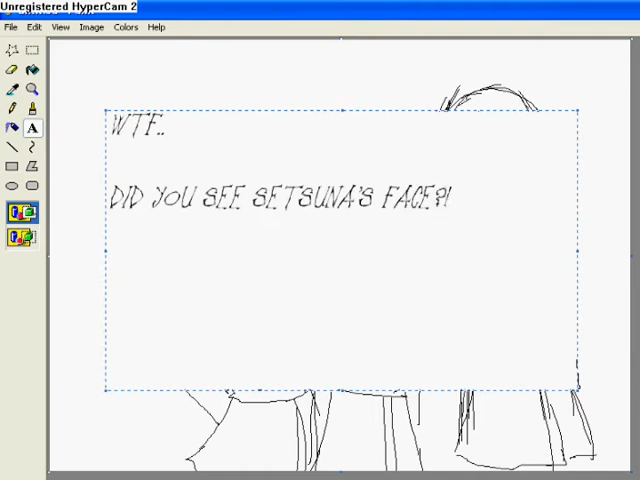 Unregistered HyperCam 2
File Edit View Image Colors Help
A
WTF..
DID YOU SEE SETSUNA'S FACE?!